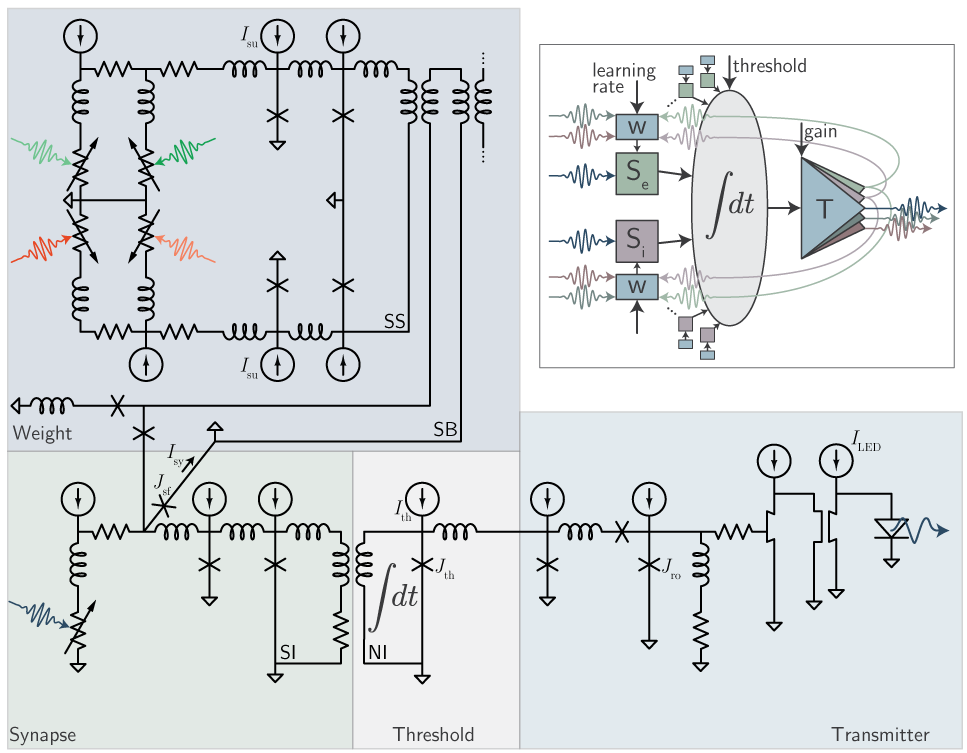 I_su
SS
I_su
Weight
SB
I_sy
J_sf
SI
Synapse
I_th
J_th
∫dt
NI
Threshold
J_ro
I_LED
Transmitter
learning
rate
threshold
gain
w
S_e
∫dt
T
S_i
w